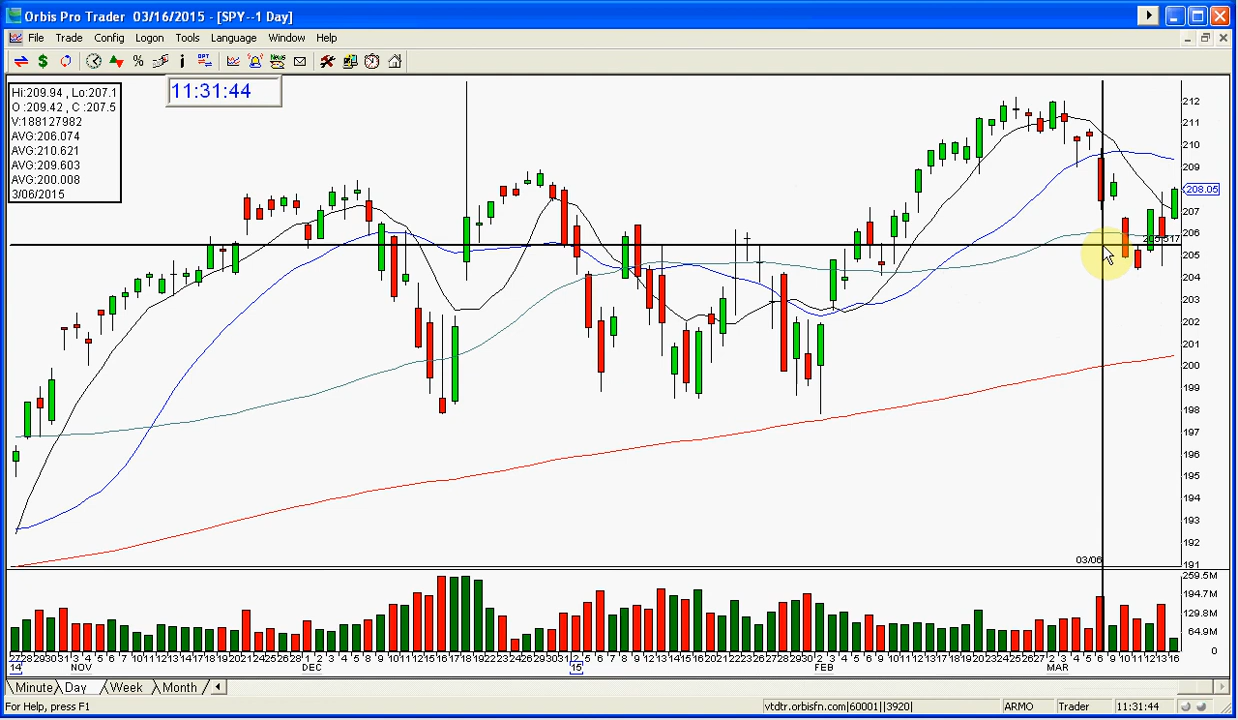 Orbis Pro Trader 03/16/2015 - [SPY--1 Day]
File Trade Config Logon Tools Language Window Help
11:31:44
Hi:209.94 , Lo:207.1
O :209.42 , C :207.5
V:188127982
AVG:206.074
AVG:210.621
AVG:209.603
AVG:200.008
3/06/2015
212
211
210
209
208.05
207
206
205
204
203
202
201
200
199
198
197
196
195
194
193
192
191
03/06
259.5M
194.7M
129.8M
64.9M
0
14 NOV DEC '15 FEB MAR
Minute Day Week Month
For Help, press F1
vtdtr.orbisfn.com|60001||3920|
ARMO
Trader
11:31:44